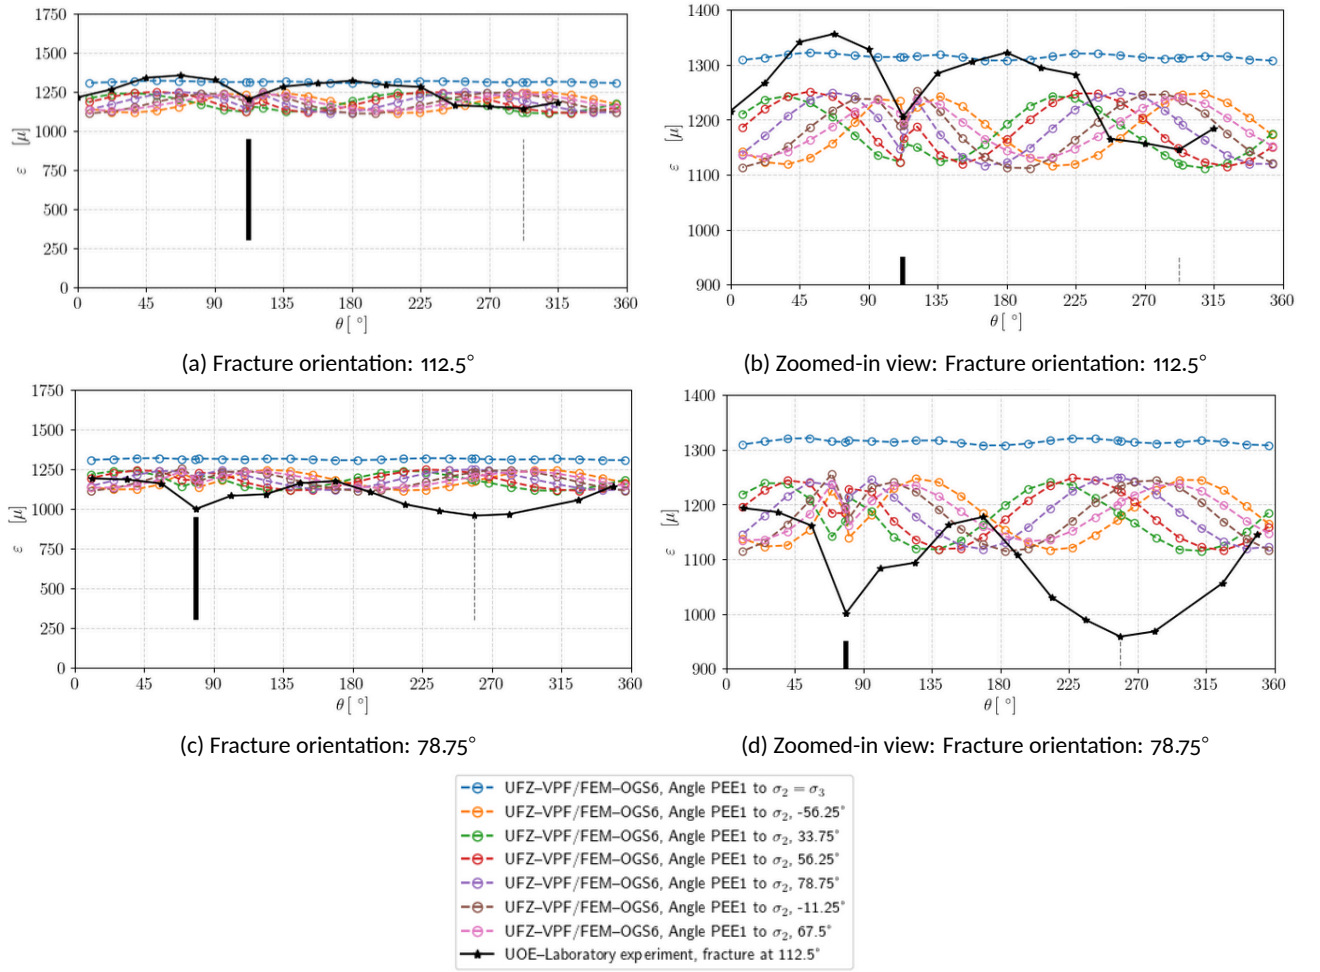 1750
1500
1250
1000
750
500
250
0
ε [μ]
0 45 90 135 180 225 270 315 360
θ [ °]
(a) Fracture orientation: 112.5°
1400
1300
1200
1100
1000
900
ε [μ]
0 45 90 135 180 225 270 315 360
θ [ °]
(b) Zoomed-in view: Fracture orientation: 112.5°
1750
1500
1250
1000
750
500
250
0
ε [μ]
0 45 90 135 180 225 270 315 360
θ [ °]
(c) Fracture orientation: 78.75°
1400
1300
1200
1100
1000
900
ε [μ]
0 45 90 135 180 225 270 315 360
θ [ °]
(d) Zoomed-in view: Fracture orientation: 78.75°
UFZ–VPF/FEM–OGS6, Angle PEE1 to σ₂ = σ₃
UFZ–VPF/FEM–OGS6, Angle PEE1 to σ₂, -56.25°
UFZ–VPF/FEM–OGS6, Angle PEE1 to σ₂, 33.75°
UFZ–VPF/FEM–OGS6, Angle PEE1 to σ₂, 56.25°
UFZ–VPF/FEM–OGS6, Angle PEE1 to σ₂, 78.75°
UFZ–VPF/FEM–OGS6, Angle PEE1 to σ₂, -11.25°
UFZ–VPF/FEM–OGS6, Angle PEE1 to σ₂, 67.5°
UOE–Laboratory experiment, fracture at 112.5°